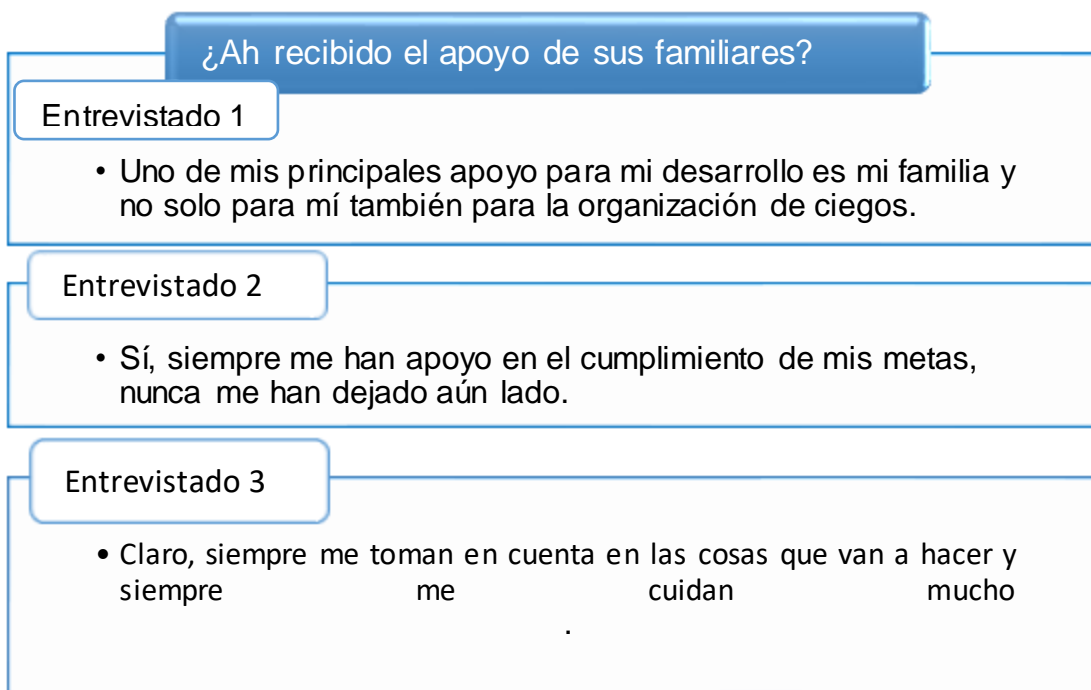 ¿Ah recibido el apoyo de sus familiares?
Entrevistado 1
• Uno de mis principales apoyo para mi desarrollo es mi familia y
no solo para mí también para la organización de ciegos.
Entrevistado 2
• Sí, siempre me han apoyo en el cumplimiento de mis metas,
nunca me han dejado aún lado.
Entrevistado 3
• Claro, siempre me toman en cuenta en las cosas que van a hacer y
siempre me cuidan mucho
.